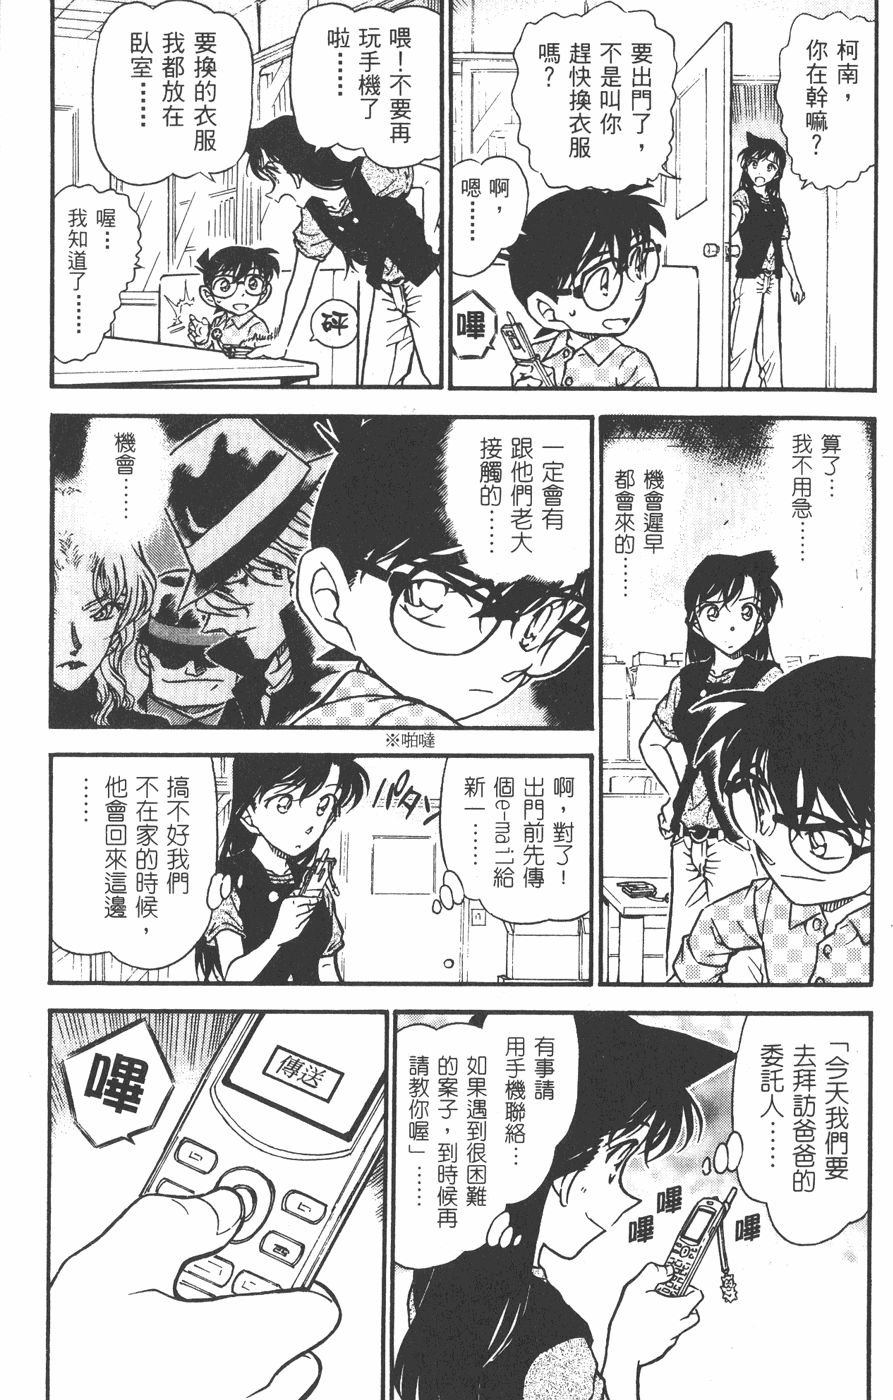 柯南，
你在幹嘛？
要出門了，
不是叫你
趕快換衣服
嗎？
啊，
嗯……
嗶
喂！不要再
玩手機了
啦……
要換的衣服
我都放在
臥室……
喔…
我知道了……
算了…
我不用急……
機會遲早
都會來的……
一定會有
跟他們老大
接觸的……
機會……
※啪噠
啊，對了！
出門前先傳
個e-mail給
新一……
パタン
搞不好我們
不在家的時候，
他會回來這邊
……
「今天我們要
去拜訪爸爸的
委託人……
有事請
用手機聯絡…
如果遇到很困難
的案子，到時候再
請教你喔」……
嗶
嗶
嗶
傳送
嗶